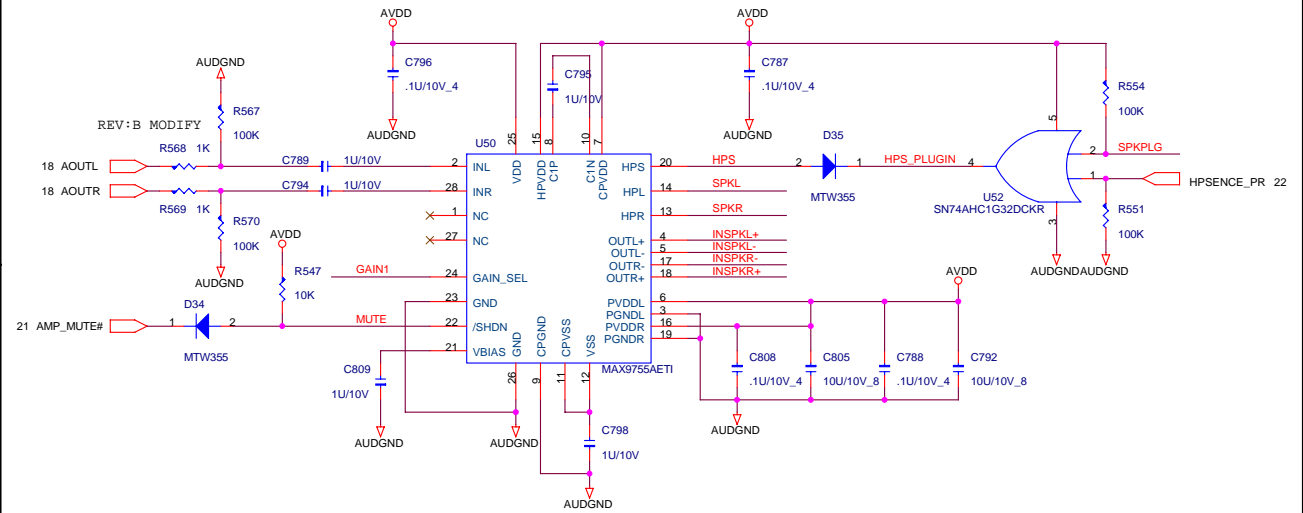 AVDD
AVDD
AVDD
C796
.1U/10V_4
AUDGND
C795
1U/10V
C787
.1U/10V_4
AUDGND
R554
100K
AUDGND
R567
100K
REV:B MODIFY
R568 1K
18 AOUTL
C789 1U/10V
18 AOUTR
C794 1U/10V
R569 1K
R570
100K
AUDGND
AVDD
R547
10K
GAIN1
D34
21 AMP_MUTE#
1 2
MTW355
MUTE
C809
1U/10V
AUDGND
U50
25 15 8 10 7
VDD HPVDD C1P C1N CPVDD
2 INL
28 INR
1 NC
27 NC
24 GAIN_SEL
23 GND
22 /SHDN
21 VBIAS
GND CPGND CPVSS VSS
26 9 11 12
HPS 20 HPS
HPL 14 SPKL
HPR 13 SPKR
OUTL+ 4 INSPKL+
OUTL- 5 INSPKL-
OUTR- 17 INSPKR-
OUTR+ 18 INSPKR+
PVDDL 6
PGNDL 3
PVDDR 16
PGNDR 19
MAX9755AETI
AUDGND
C798
1U/10V
AUDGND
D35
2 1
MTW355
HPS_PLUGIN 4
5
2 SPKPLG
1 HPSENCE_PR 22
U52
SN74AHC1G32DCKR
3
R551
100K
AUDGND
AUDGND
AVDD
C808
.1U/10V_4
C805
10U/10V_8
C788
.1U/10V_4
C792
10U/10V_8
AUDGND